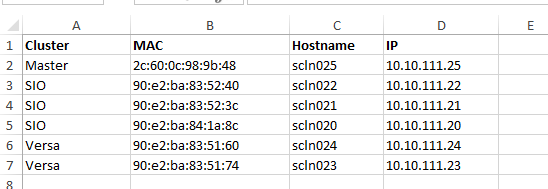 A B C D E
1 Cluster MAC Hostname IP
2 Master 2c:60:0c:98:9b:48 scln025 10.10.111.25
3 SIO 90:e2:ba:83:52:40 scln022 10.10.111.22
4 SIO 90:e2:ba:83:52:3c scln021 10.10.111.21
5 SIO 90:e2:ba:84:1a:8c scln020 10.10.111.20
6 Versa 90:e2:ba:83:51:60 scln024 10.10.111.24
7 Versa 90:e2:ba:83:51:74 scln023 10.10.111.23
8